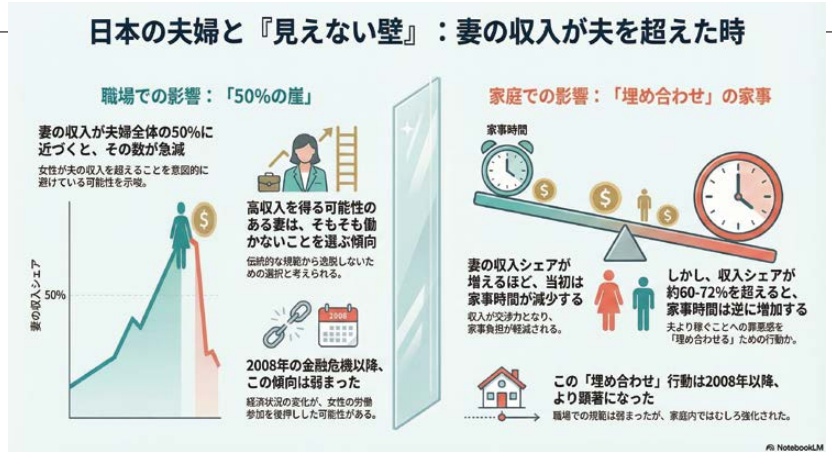 日本の夫婦と『見えない壁』：妻の収入が夫を超えた時
職場での影響：「50%の崖」
妻の収入が夫婦全体の50%に
近づくと、その数が急減
女性が夫の収入を超えることを意図的に
避けている可能性を示唆。
妻の収入シェア
50%
$
高収入を得る可能性の
ある妻は、そもそも働
かないことを選ぶ傾向
伝統的な規範から逸脱しないた
めの選択と考えられる。
2008
2008年の金融危機以降、
この傾向は弱まった
経済状況の変化が、女性の労働
参加を後押しした可能性がある。
家庭での影響：「埋め合わせ」の家事
家事時間
$
$
$
妻の収入シェアが
増えるほど、当初は
家事時間が減少する
収入が交渉力となり、
家事負担が軽減される。
しかし、収入シェアが
約60-72%を超えると、
家事時間は逆に増加する
夫より稼ぐことへの罪悪感を
「埋め合わせる」ための行動か。
この「埋め合わせ」行動は2008年以降、
より顕著になった
職場での規範は弱まったが、家庭内ではむしろ強化された。
NotebookLM